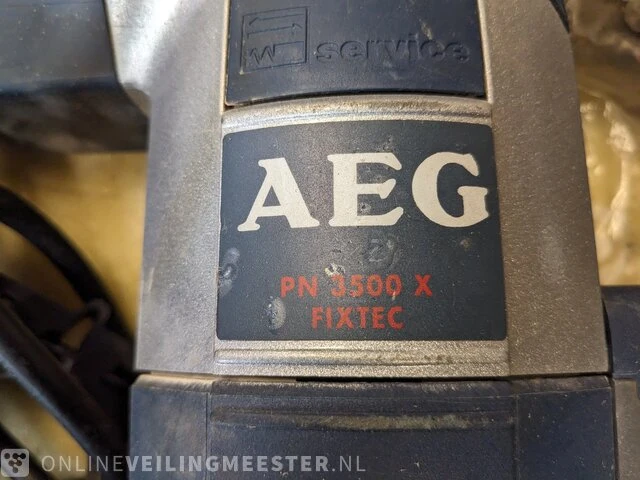 service
AEG
PN 3500 X
FIXTEC
ONLINEVEILINGMEESTER.NL